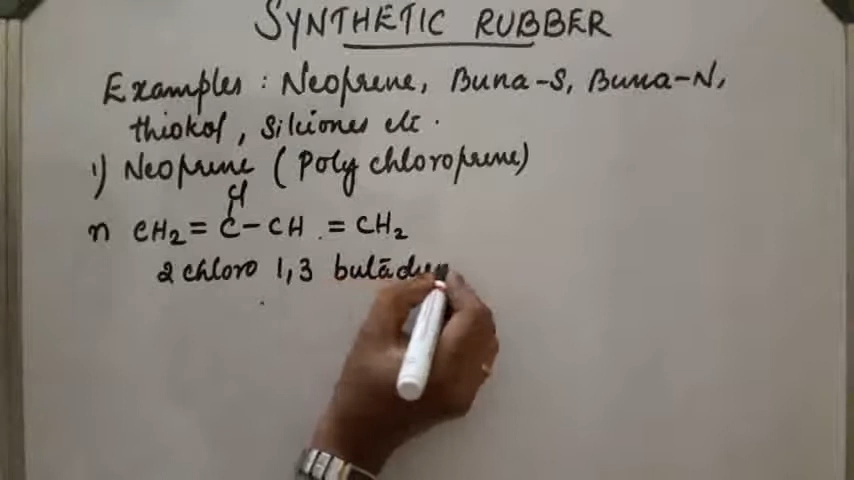 SYNTHETIC RUBBER
Examples : Neoprene, Buna-S, Buna-N,
thiokol, Silicones etc.
1) Neoprene (Poly chloroprene)
Cl
n CH2 = C - CH = CH2
2 chloro 1,3